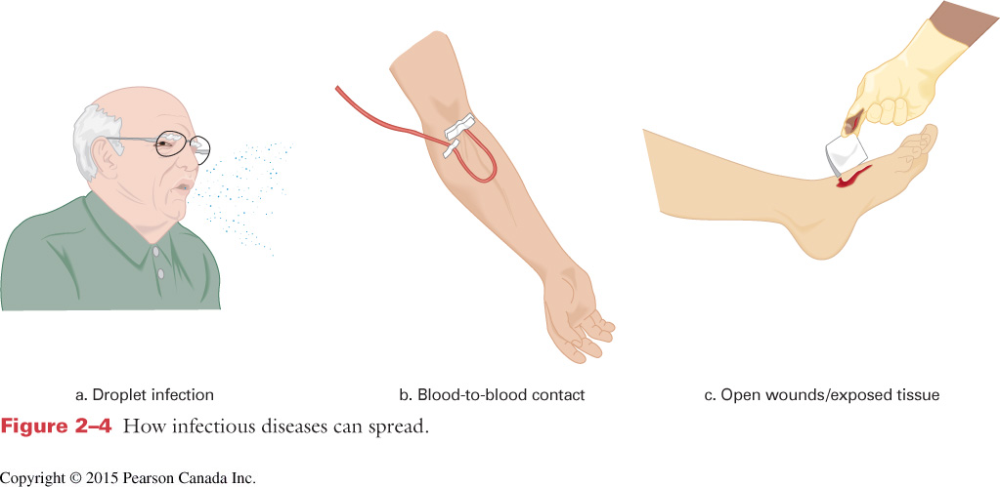 a. Droplet infection
b. Blood-to-blood contact
c. Open wounds/exposed tissue
Figure 2–4 How infectious diseases can spread.
Copyright © 2015 Pearson Canada Inc.